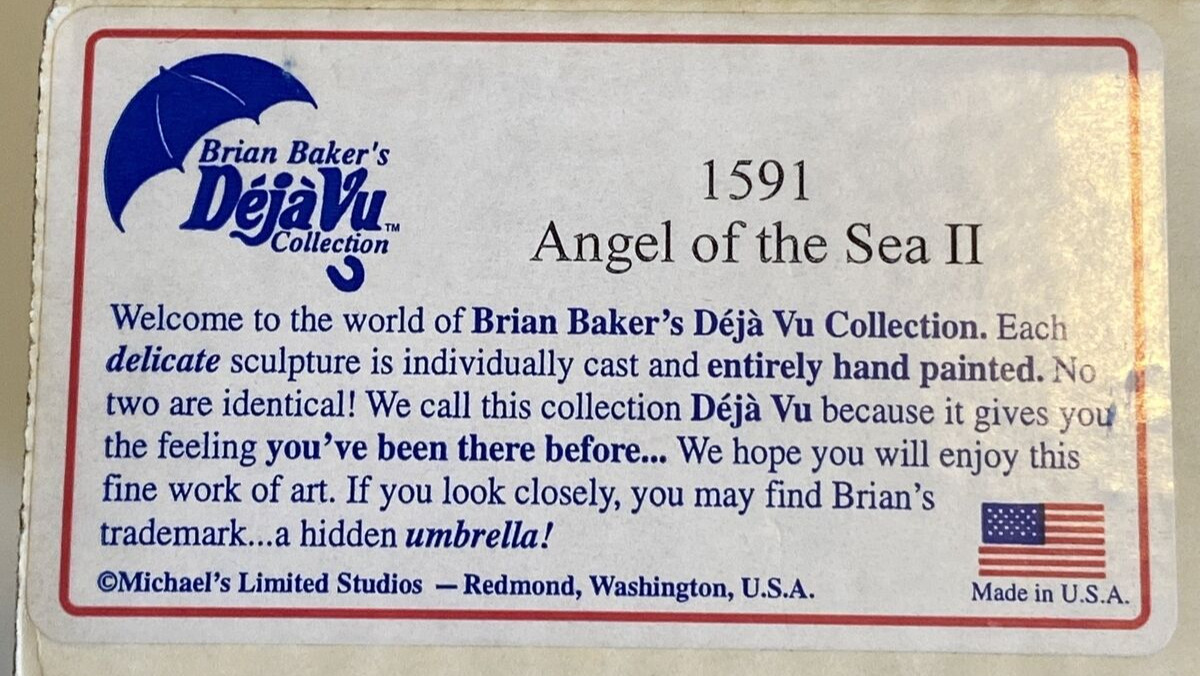 Brian Baker's
DéjàVu™
Collection
1591
Angel of the Sea II
Welcome to the world of Brian Baker's Déjà Vu Collection. Each
delicate sculpture is individually cast and entirely hand painted. No
two are identical! We call this collection Déjà Vu because it gives you
the feeling you've been there before... We hope you will enjoy this
fine work of art. If you look closely, you may find Brian's
trademark...a hidden umbrella!
©Michael's Limited Studios — Redmond, Washington, U.S.A.
Made in U.S.A.